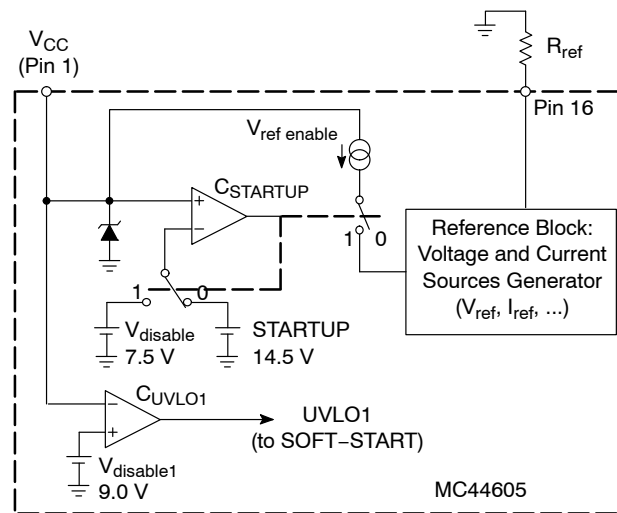 V_CC
(Pin 1)
R_ref
Pin 16
V_ref enable
C_STARTUP
1 0
Reference Block:
Voltage and Current
Sources Generator
(V_ref, I_ref, ...)
1 0
V_disable
7.5 V
STARTUP
14.5 V
C_UVLO1
UVLO1
(to SOFT−START)
V_disable1
9.0 V
MC44605